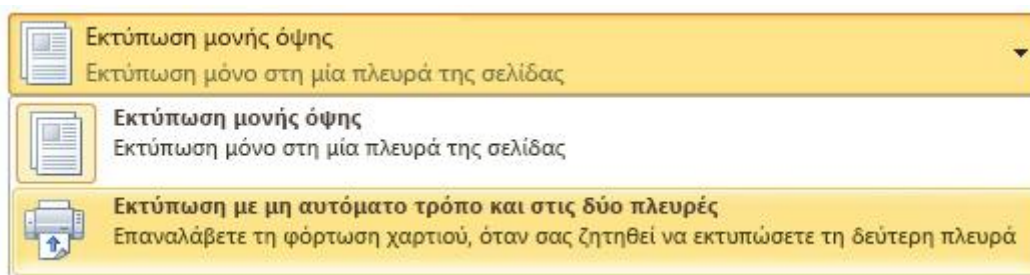 Εκτύπωση μονής όψης
Εκτύπωση μόνο στη μία πλευρά της σελίδας
Εκτύπωση μονής όψης
Εκτύπωση μόνο στη μία πλευρά της σελίδας
Εκτύπωση με μη αυτόματο τρόπο και στις δύο πλευρές
Επαναλάβετε τη φόρτωση χαρτιού, όταν σας ζητηθεί να εκτυπώσετε τη δεύτερη πλευρά